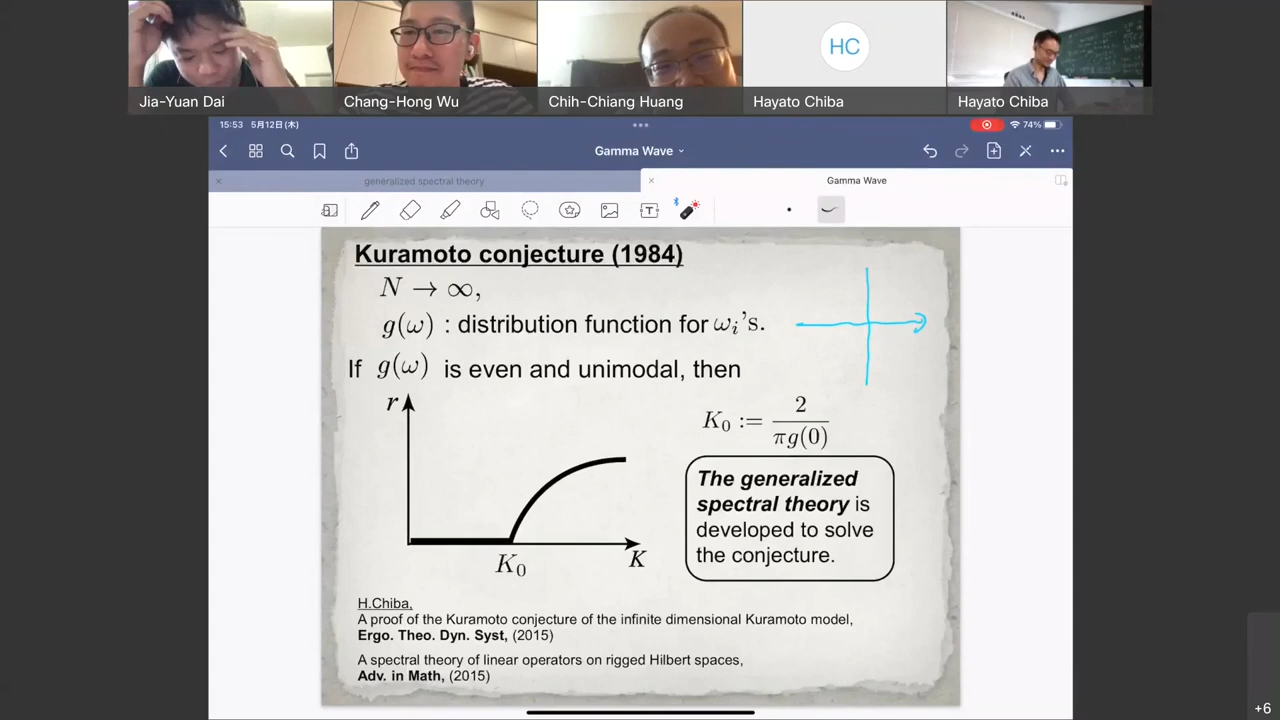 Jia-Yuan Dai
Chang-Hong Wu
Chih-Chiang Huang
HC
Hayato Chiba
Hayato Chiba
15:53 5月12日(木)
74%
Gamma Wave
generalized spectral theory
Gamma Wave
T
Kuramoto conjecture (1984)
N → ∞,
g(ω) : distribution function for ωᵢ's.
If g(ω) is even and unimodal, then
r
K₀ := 2/πg(0)
The generalized
spectral theory is
developed to solve
the conjecture.
K₀
K
H.Chiba,
A proof of the Kuramoto conjecture of the infinite dimensional Kuramoto model,
Ergo. Theo. Dyn. Syst, (2015)
A spectral theory of linear operators on rigged Hilbert spaces,
Adv. in Math, (2015)
+6